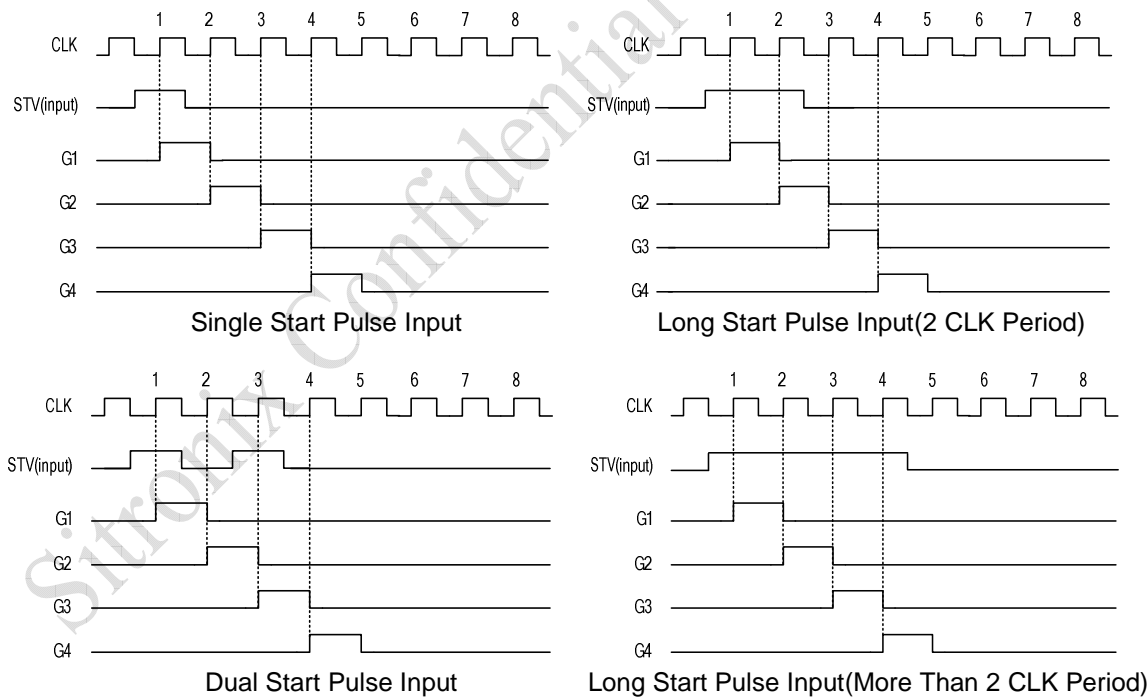 1 2 3 4 5 6 7 8
CLK
STV(input)
G1
G2
G3
G4
Single Start Pulse Input
1 2 3 4 5 6 7 8
CLK
STV(input)
G1
G2
G3
G4
Long Start Pulse Input(2 CLK Period)
1 2 3 4 5 6 7 8
CLK
STV(input)
G1
G2
G3
G4
Dual Start Pulse Input
1 2 3 4 5 6 7 8
CLK
STV(input)
G1
G2
G3
G4
Long Start Pulse Input(More Than 2 CLK Period)
Sitronix Confidential